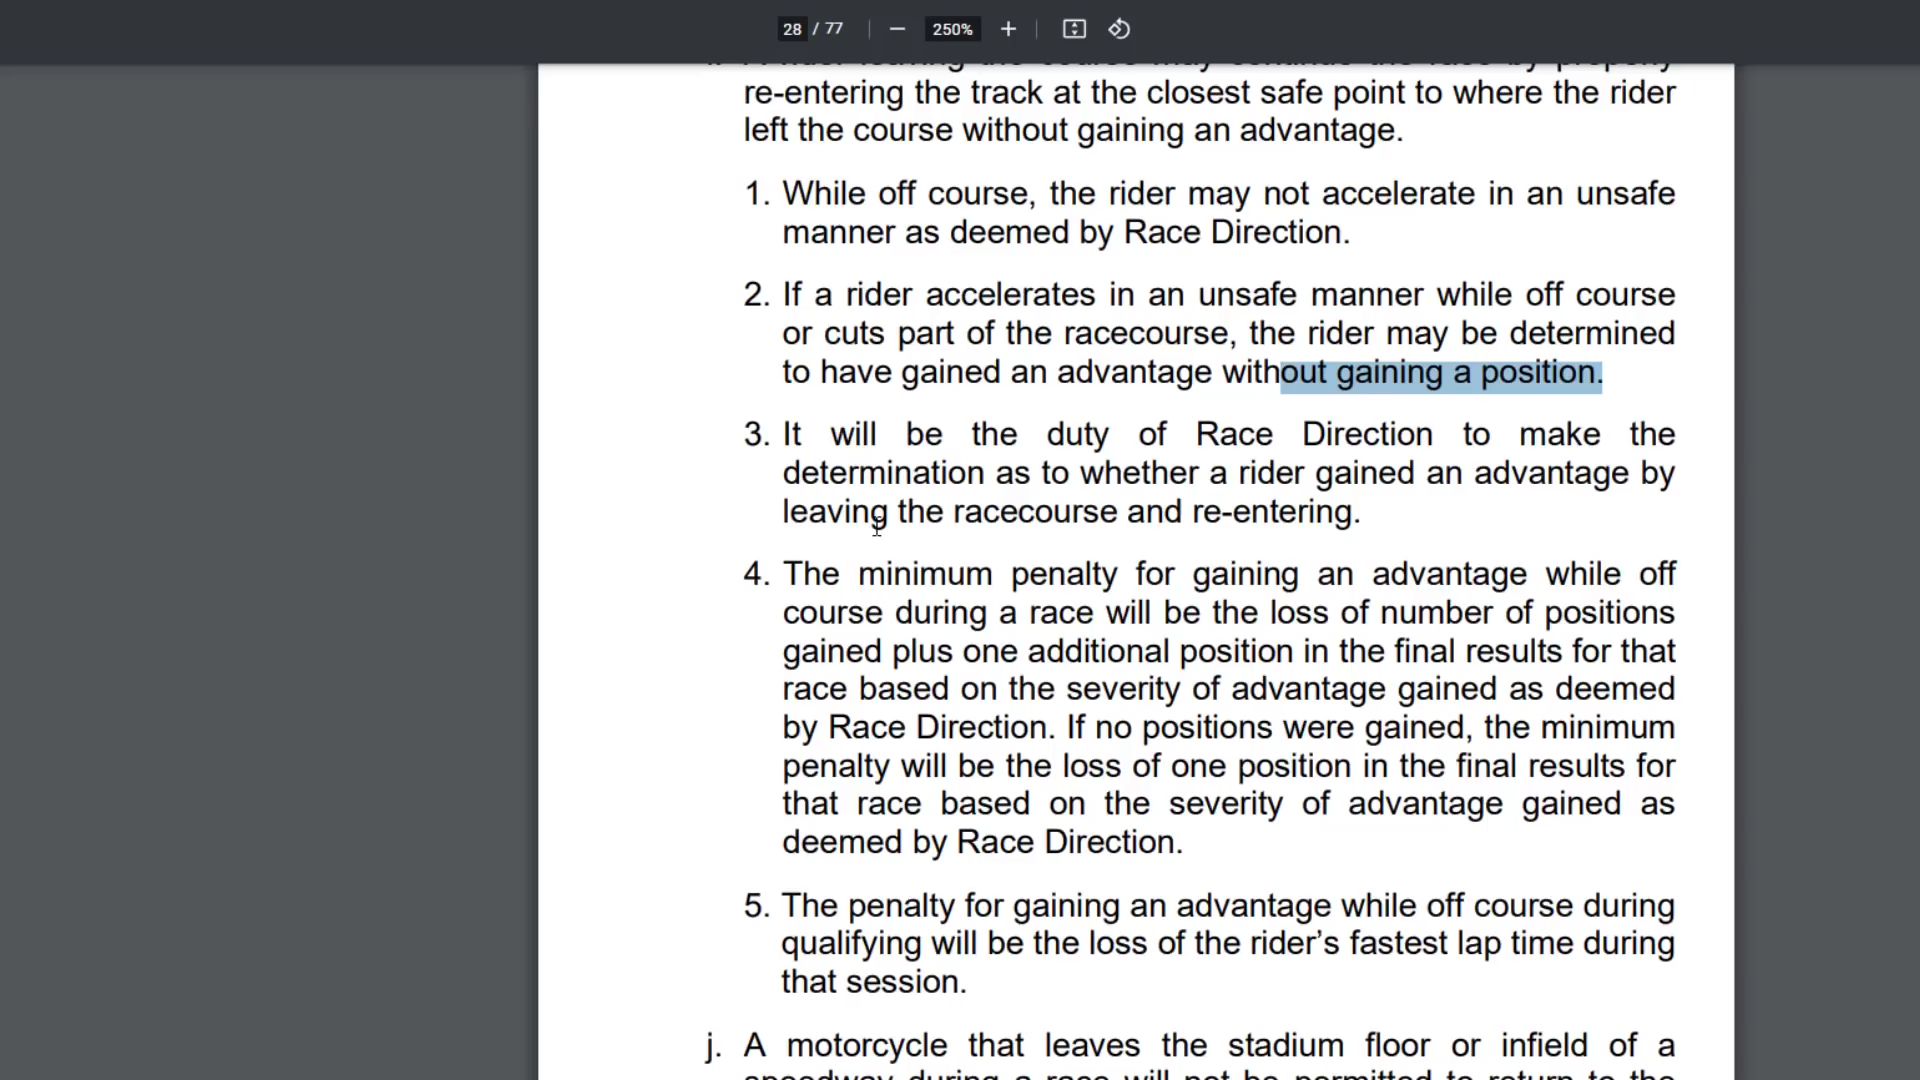 28 / 77
250%
re-entering the track at the closest safe point to where the rider
left the course without gaining an advantage.
1. While off course, the rider may not accelerate in an unsafe
manner as deemed by Race Direction.
2. If a rider accelerates in an unsafe manner while off course
or cuts part of the racecourse, the rider may be determined
to have gained an advantage without gaining a position.
3. It will be the duty of Race Direction to make the
determination as to whether a rider gained an advantage by
leaving the racecourse and re-entering.
4. The minimum penalty for gaining an advantage while off
course during a race will be the loss of number of positions
gained plus one additional position in the final results for that
race based on the severity of advantage gained as deemed
by Race Direction. If no positions were gained, the minimum
penalty will be the loss of one position in the final results for
that race based on the severity of advantage gained as
deemed by Race Direction.
5. The penalty for gaining an advantage while off course during
qualifying will be the loss of the rider’s fastest lap time during
that session.
j. A motorcycle that leaves the stadium floor or infield of a
speedway during a race will not be permitted to return to the